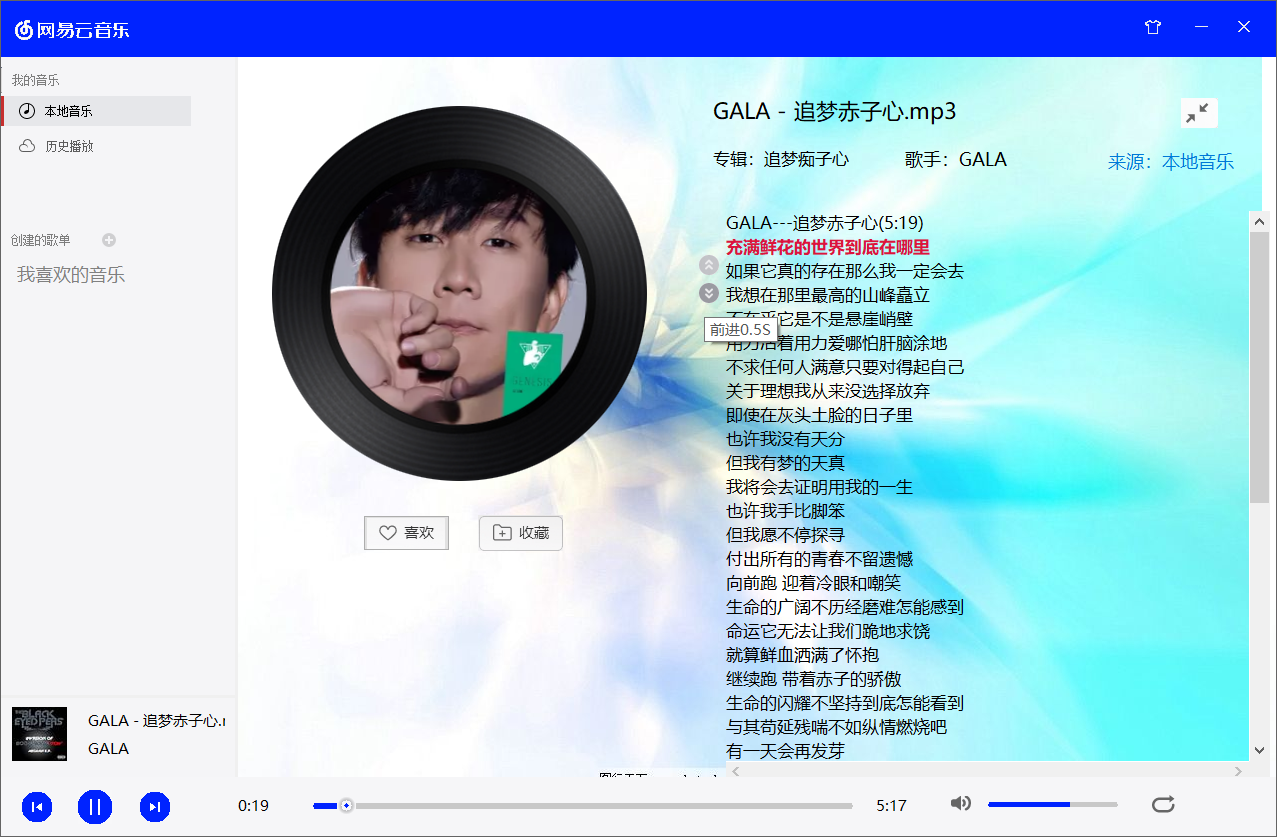 网易云音乐
我的音乐
本地音乐
历史播放
创建的歌单
我喜欢的音乐
GALA - 追梦赤子心.mp3
专辑：追梦痴子心
歌手：GALA
来源：本地音乐
GALA---追梦赤子心(5:19)
充满鲜花的世界到底在哪里
如果它真的存在那么我一定会去
我想在那里最高的山峰矗立
它是不是悬崖峭壁
前进0.5S
着用力爱哪怕肝脑涂地
不求任何人满意只要对得起自己
关于理想我从来没选择放弃
即使在灰头土脸的日子里
也许我没有天分
但我有梦的天真
我将会去证明用我的一生
也许我手比脚笨
但我愿不停探寻
付出所有的青春不留遗憾
向前跑 迎着冷眼和嘲笑
生命的广阔不历经磨难怎能感到
命运它无法让我们跪地求饶
就算鲜血洒满了怀抱
继续跑 带着赤子的骄傲
生命的闪耀不坚持到底怎能看到
与其苟延残喘不如纵情燃烧吧
有一天会再发芽
GENESIS
喜欢
收藏
BLACK
EYED PEAS
GALA - 追梦赤子心.
GALA
0:19
5:17